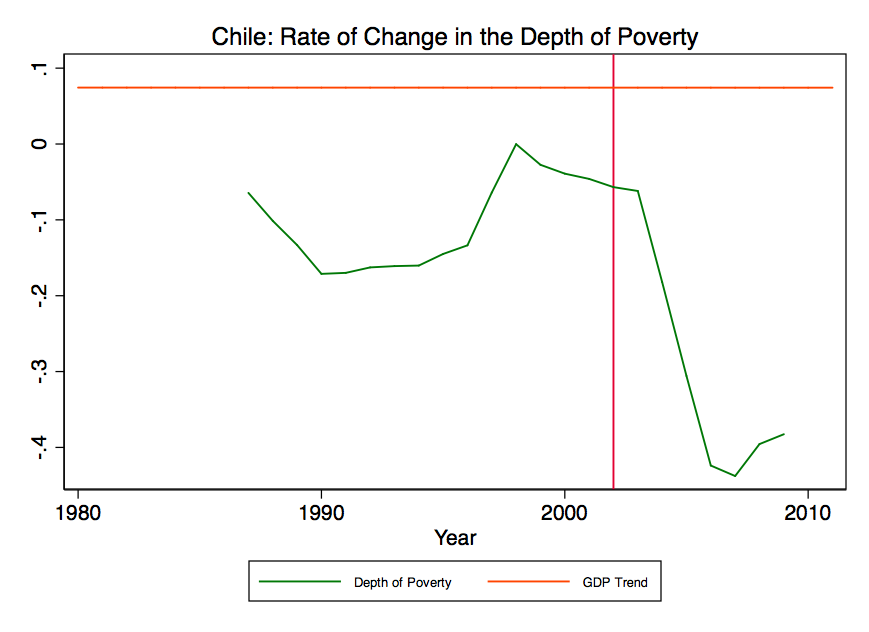 Chile: Rate of Change in the Depth of Poverty
.1
0
-.1
-.2
-.3
-.4
1980 1990 2000 2010
Year
Depth of Poverty GDP Trend